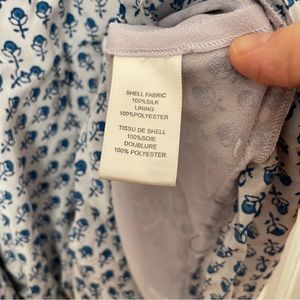 SHELL FABRIC
100%SILK
LINING
100%POLYESTER
TISSU DE SHELL
100%SOIE
DOUBLURE
100% POLYESTER